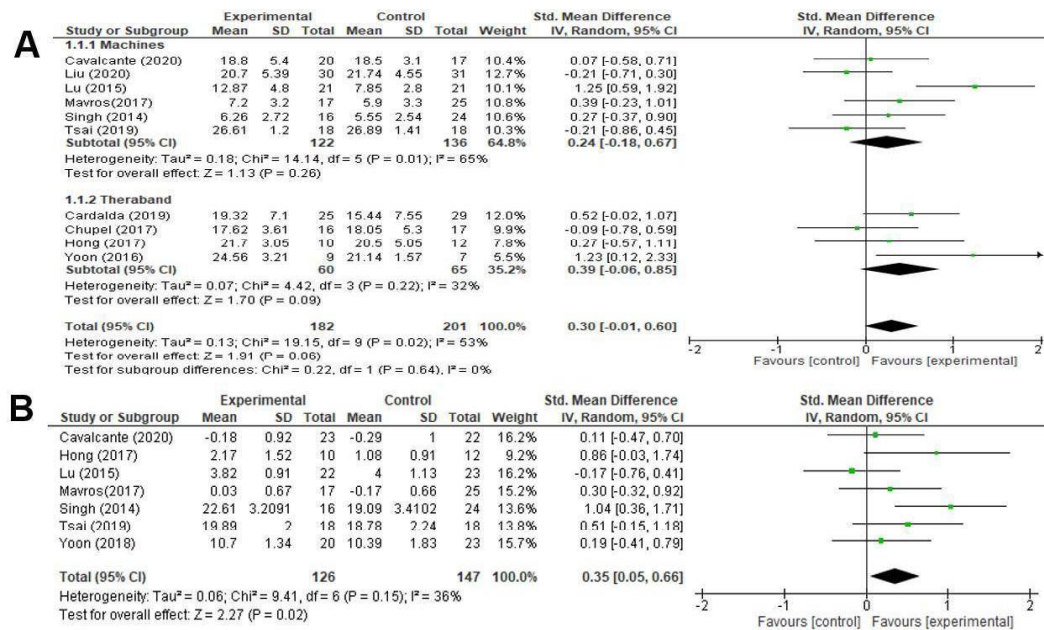 A
Experimental Control Std. Mean Difference Std. Mean Difference
Study or Subgroup Mean SD Total Mean SD Total Weight IV, Random, 95% CI IV, Random, 95% CI
1.1.1 Machines
Cavalcante (2020) 18.8 5.4 20 18.5 3.1 17 10.4% 0.07 [-0.58, 0.71]
Liu (2020) 20.7 5.39 30 21.74 4.55 31 12.7% -0.21 [-0.71, 0.30]
Lu (2015) 12.87 4.8 21 7.85 2.8 21 10.2% 1.25 [0.59, 1.92]
Mavros(2017) 7.2 3.2 17 5.9 3.3 25 10.8% 0.39 [-0.23, 1.01]
Singh (2014) 6.26 2.72 16 5.55 2.54 24 10.6% 0.27 [-0.37, 0.90]
Tsai (2019) 26.61 1.2 18 26.89 1.41 18 10.3% -0.21 [-0.86, 0.45]
Subtotal (95% CI) 122 136 64.8% 0.24 [-0.18, 0.67]
Heterogeneity: Tau² = 0.18; Chi² = 14.14, df = 5 (P = 0.01); I² = 65%
Test for overall effect: Z = 1.13 (P = 0.26)
1.1.2 Theraband
Cardalda (2019) 19.32 7.1 25 15.44 7.55 29 12.0% 0.52 [-0.02, 1.07]
Chupel (2017) 17.62 3.61 16 18.05 5.3 17 9.9% -0.09 [-0.78, 0.59]
Hong (2017) 21.7 3.05 10 20.5 5.05 12 7.8% 0.27 [-0.57, 1.11]
Yoon (2016) 24.56 3.21 9 21.14 1.57 7 5.5% 1.23 [0.12, 2.33]
Subtotal (95% CI) 60 65 35.2% 0.39 [-0.06, 0.85]
Heterogeneity: Tau² = 0.07; Chi² = 4.42, df = 3 (P = 0.22); I² = 32%
Test for overall effect: Z = 1.70 (P = 0.09)
Total (95% CI) 182 201 100.0% 0.30 [-0.01, 0.60]
Heterogeneity: Tau² = 0.13; Chi² = 19.15, df = 9 (P = 0.02); I² = 53%
Test for overall effect: Z = 1.91 (P = 0.06)
Test for subgroup differences: Chi² = 0.22, df = 1 (P = 0.64), I² = 0%
-2 -1 0 1 2
Favours [control] Favours [experimental]
B
Experimental Control Std. Mean Difference Std. Mean Difference
Study or Subgroup Mean SD Total Mean SD Total Weight IV, Random, 95% CI IV, Random, 95% CI
Cavalcante (2020) -0.18 0.92 23 -0.29 1 22 16.2% 0.11 [-0.47, 0.70]
Hong (2017) 2.17 1.52 10 1.08 0.91 12 9.2% 0.86 [-0.03, 1.74]
Lu (2015) 3.82 0.91 22 4 1.13 23 16.2% -0.17 [-0.76, 0.41]
Mavros(2017) 0.03 0.67 17 -0.17 0.66 25 15.2% 0.30 [-0.32, 0.92]
Singh (2014) 22.61 3.2091 16 19.09 3.4102 24 13.6% 1.04 [0.36, 1.71]
Tsai (2019) 19.89 2 18 18.78 2.24 18 13.8% 0.51 [-0.15, 1.18]
Yoon (2018) 10.7 1.34 20 10.39 1.83 23 15.7% 0.19 [-0.41, 0.79]
Total (95% CI) 126 147 100.0% 0.35 [0.05, 0.66]
Heterogeneity: Tau² = 0.06; Chi² = 9.41, df = 6 (P = 0.15); I² = 36%
Test for overall effect: Z = 2.27 (P = 0.02)
-2 -1 0 1 2
Favours [control] Favours [experimental]